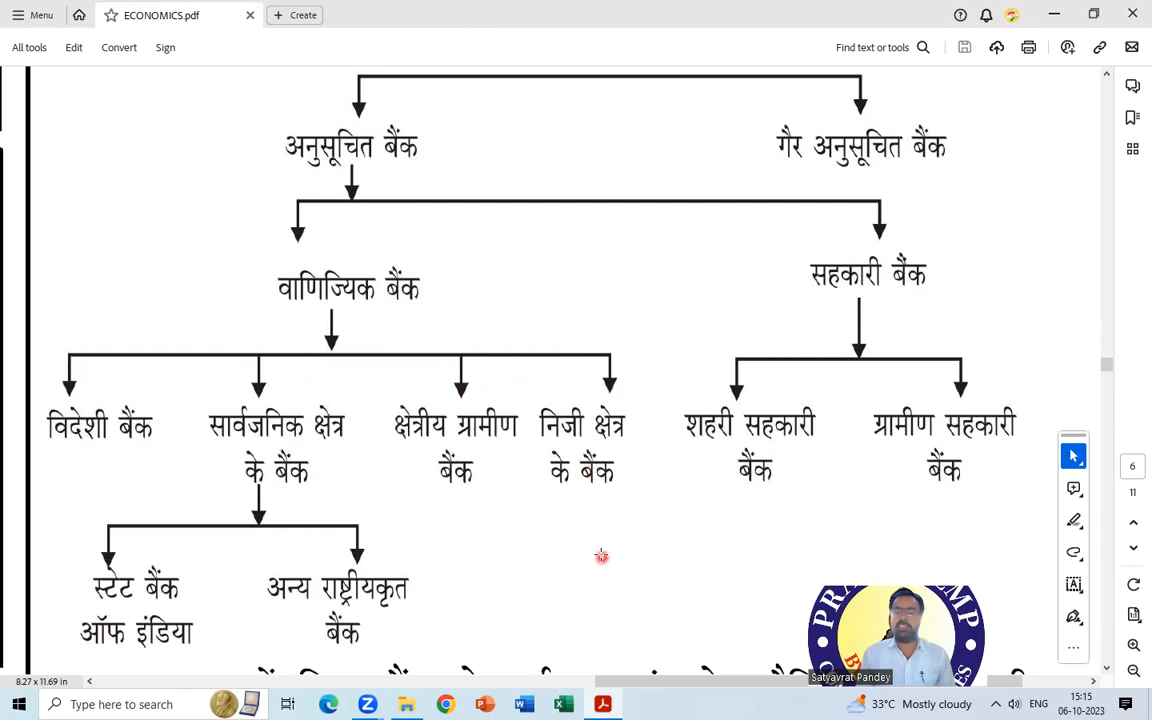 Menu
ECONOMICS.pdf
Create
All tools
Edit
Convert
Sign
Find text or tools
अनुसूचित बैंक
गैर अनुसूचित बैंक
वाणिज्यिक बैंक
सहकारी बैंक
विदेशी बैंक
सार्वजनिक क्षेत्र
के बैंक
क्षेत्रीय ग्रामीण
बैंक
निजी क्षेत्र
के बैंक
शहरी सहकारी
बैंक
ग्रामीण सहकारी
बैंक
स्टेट बैंक
ऑफ इंडिया
अन्य राष्ट्रीयकृत
बैंक
6
11
Satyavrat Pandey
8.27 x 11.69 in
Type here to search
33°C Mostly cloudy
ENG
15:15
06-10-2023